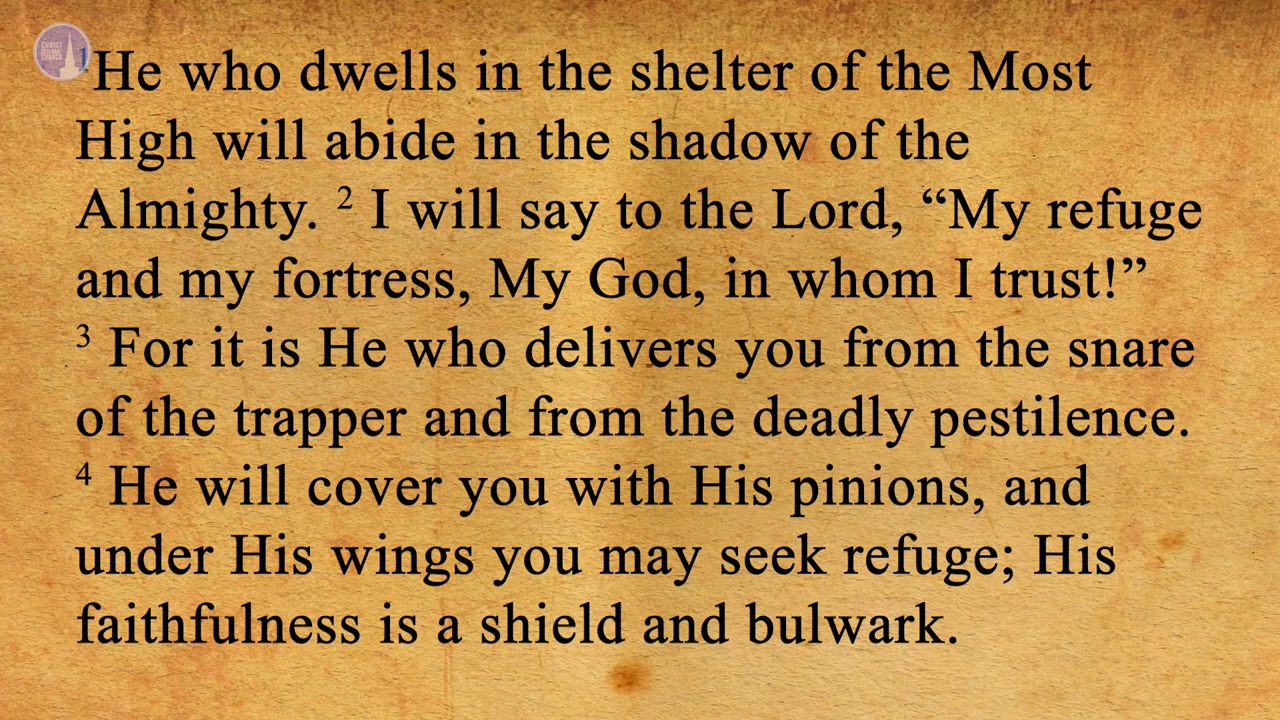 CHRIST
CHURCH
1 He who dwells in the shelter of the Most
High will abide in the shadow of the
Almighty. 2 I will say to the Lord, “My refuge
and my fortress, My God, in whom I trust!”
3 For it is He who delivers you from the snare
of the trapper and from the deadly pestilence.
4 He will cover you with His pinions, and
under His wings you may seek refuge; His
faithfulness is a shield and bulwark.